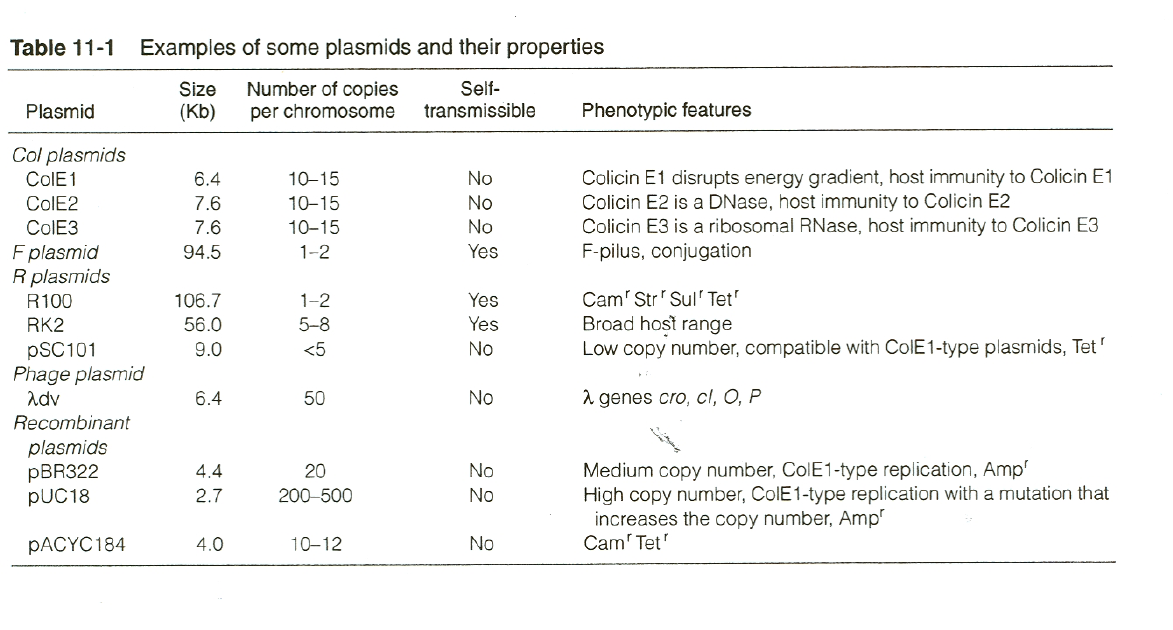 Table 11-1 Examples of some plasmids and their properties
Plasmid Size (Kb) Number of copies per chromosome Self-transmissible Phenotypic features
Col plasmids
ColE1 6.4 10–15 No Colicin E1 disrupts energy gradient, host immunity to Colicin E1
ColE2 7.6 10–15 No Colicin E2 is a DNase, host immunity to Colicin E2
ColE3 7.6 10–15 No Colicin E3 is a ribosomal RNase, host immunity to Colicin E3
F plasmid 94.5 1–2 Yes F-pilus, conjugation
R plasmids
R100 106.7 1–2 Yes Camʳ Strʳ Sulʳ Tetʳ
RK2 56.0 5–8 Yes Broad host range
pSC101 9.0 <5 No Low copy number, compatible with ColE1-type plasmids, Tetʳ
Phage plasmid
λdv 6.4 50 No λ genes cro, cI, O, P
Recombinant
plasmids
pBR322 4.4 20 No Medium copy number, ColE1-type replication, Ampʳ
pUC18 2.7 200–500 No High copy number, ColE1-type replication with a mutation that
increases the copy number, Ampʳ
pACYC184 4.0 10–12 No Camʳ Tetʳ